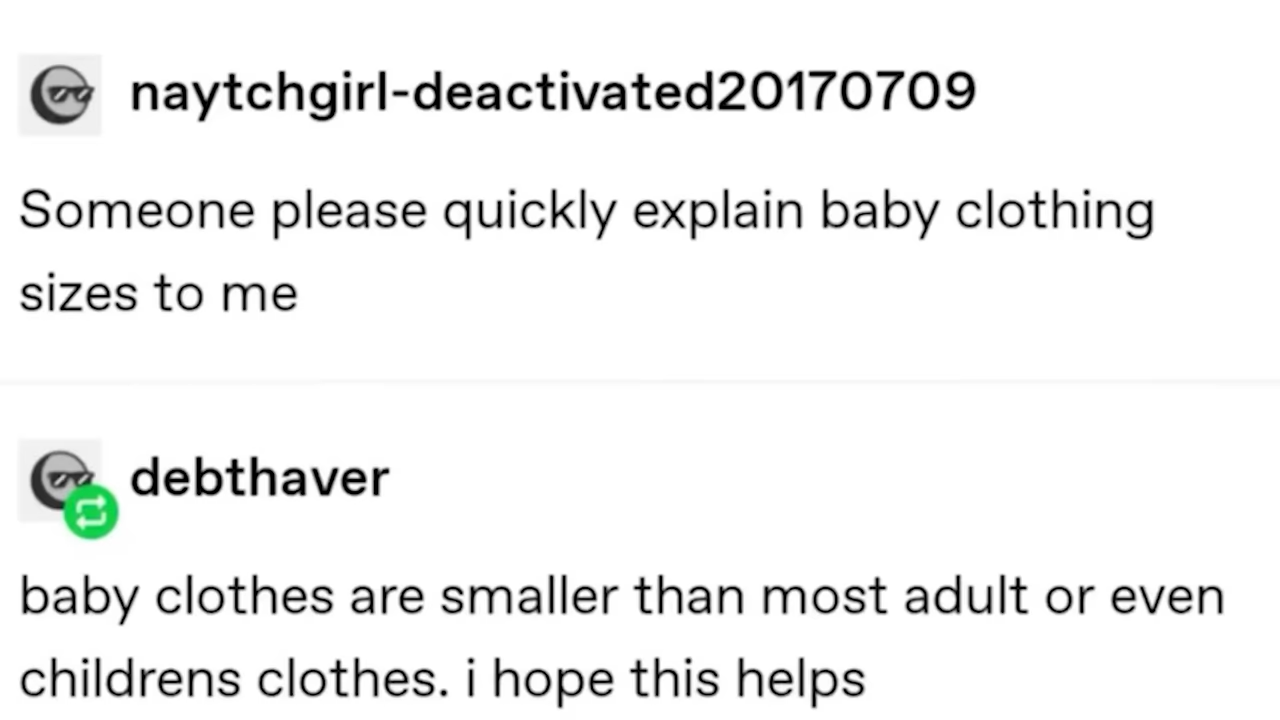 naytchgirl-deactivated20170709
Someone please quickly explain baby clothing
sizes to me
debthaver
baby clothes are smaller than most adult or even
childrens clothes. i hope this helps